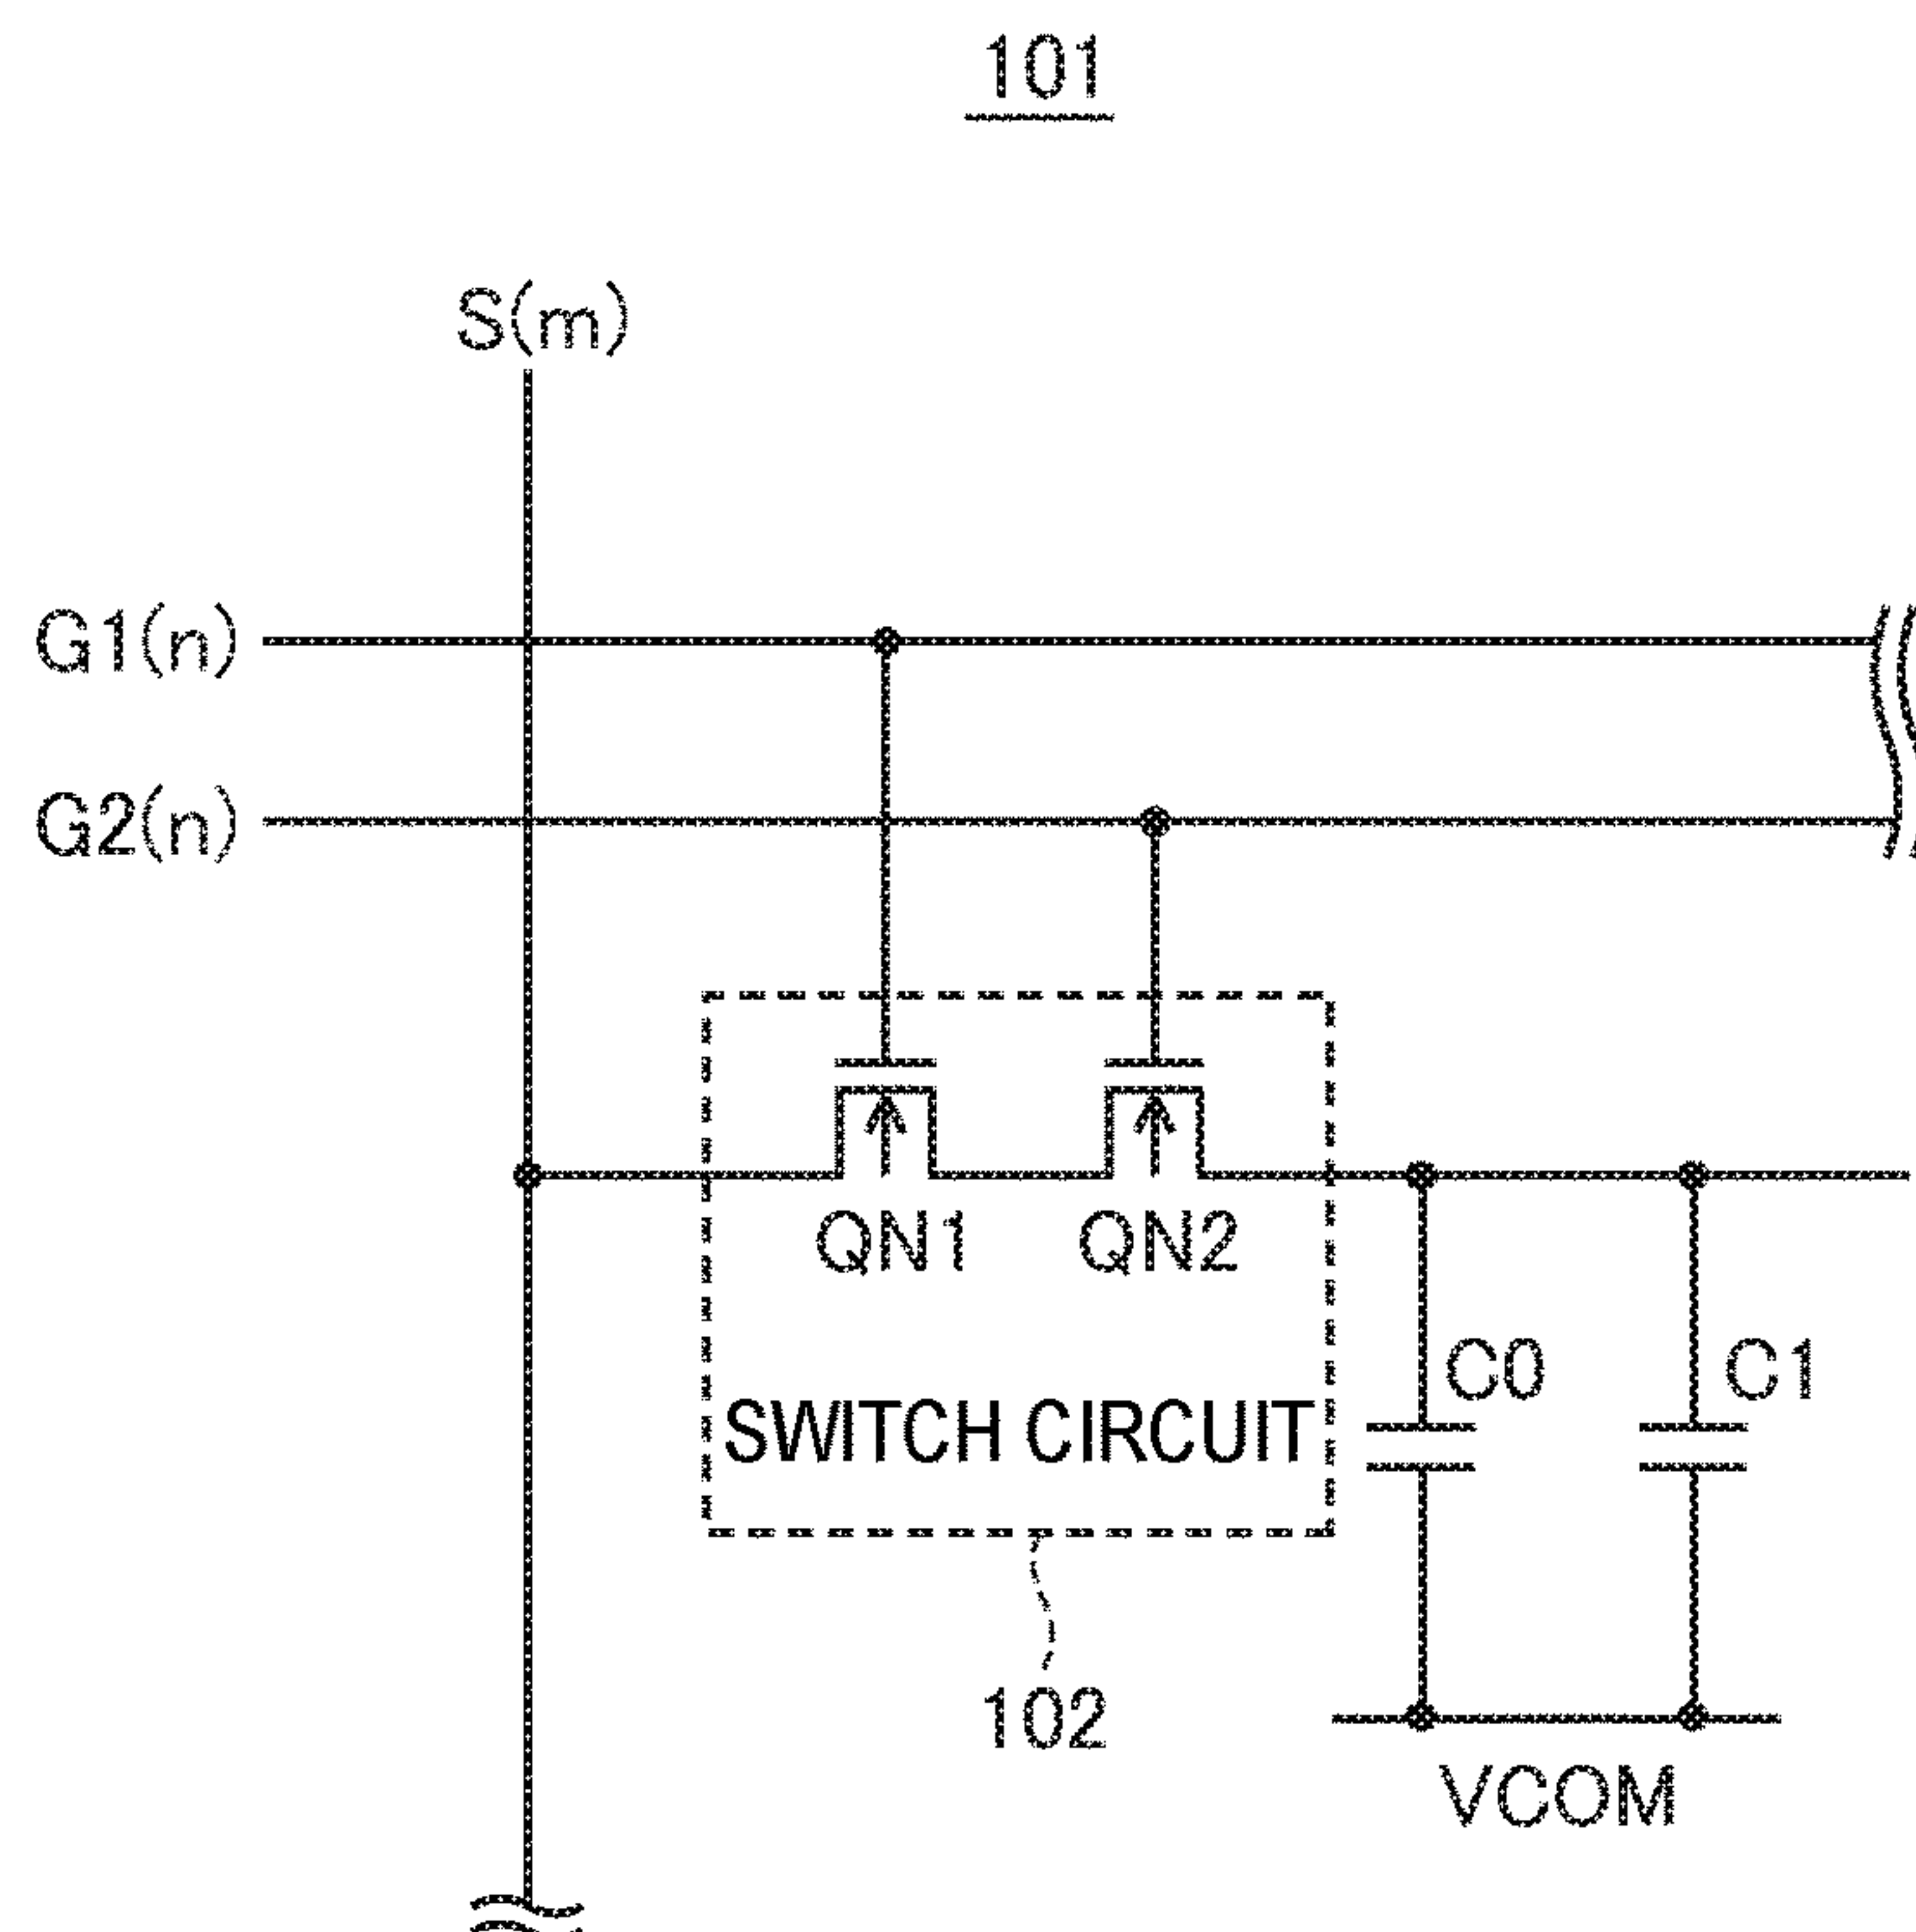 101
S(m)
G1(n)
G2(n)
QN1 QN2
C0 C1
SWITCH CIRCUIT
102
VCOM